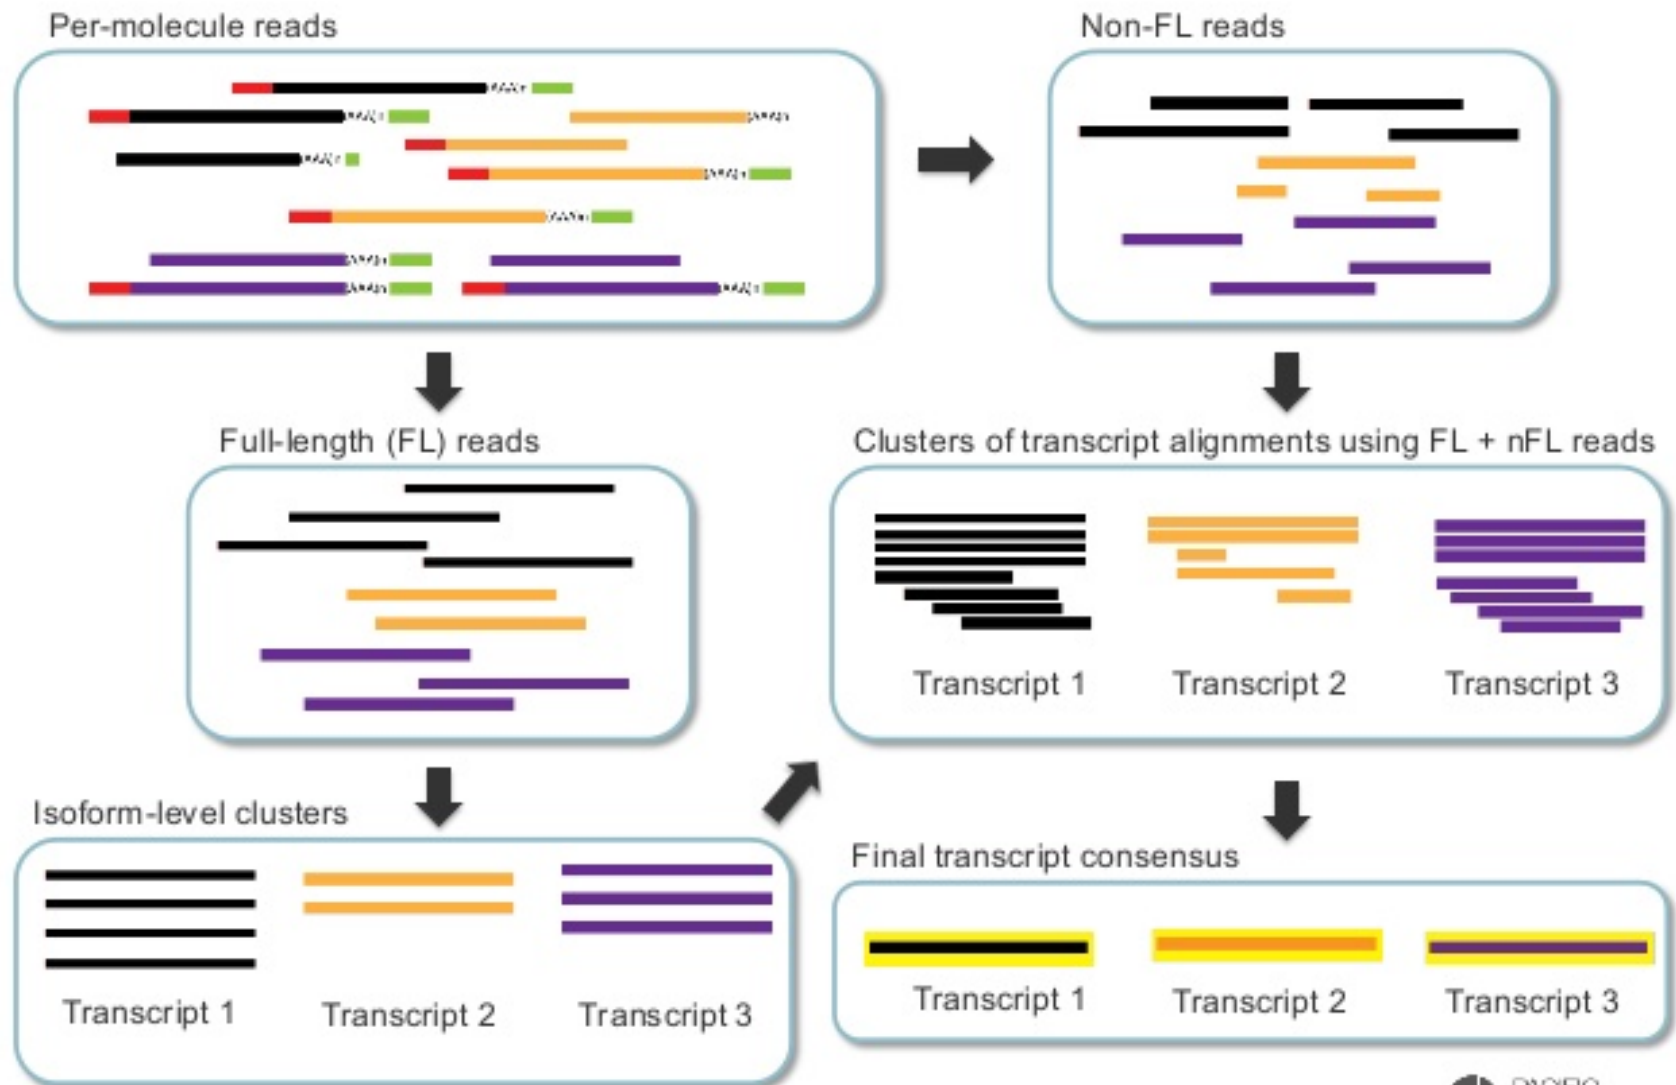 Per-molecule reads
Non-FL reads
Full-length (FL) reads
Clusters of transcript alignments using FL + nFL reads
Transcript 1 Transcript 2 Transcript 3
Isoform-level clusters
Transcript 1 Transcript 2 Transcript 3
Final transcript consensus
Transcript 1 Transcript 2 Transcript 3